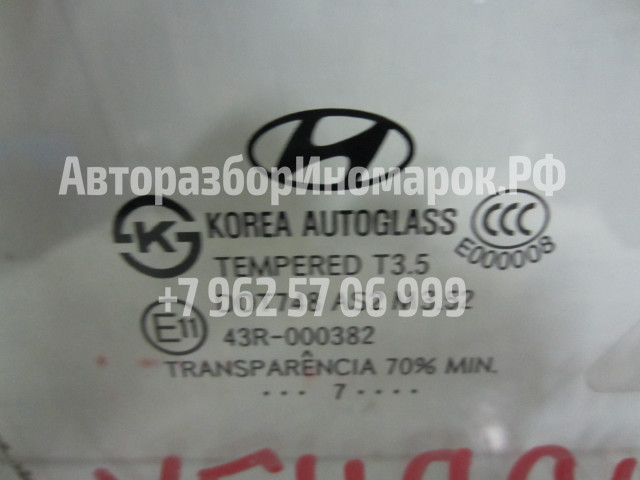 АвторазборИномарок.РФ
KOREA AUTOGLASS
CCC
E000008
TEMPERED T3.5
+7 962 57 06 999
E11
43R-000382
TRANSPARÊNCIA 70% MIN.
··· 7 ····